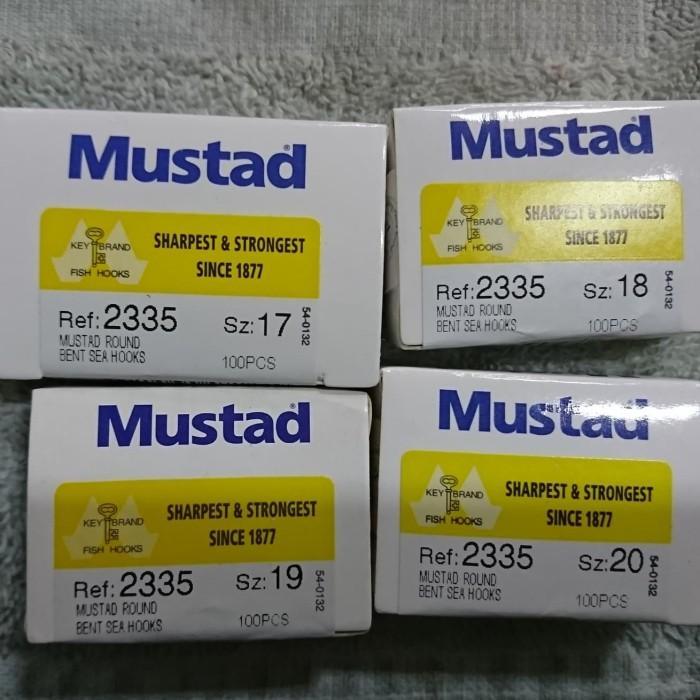 Mustad®
KEY BRAND
FISH HOOKS
SHARPEST & STRONGEST
SINCE 1877
Ref: 2335
Sz: 17
MUSTAD ROUND
BENT SEA HOOKS
100PCS
54-0132
Mustad®
KEY BRAND
FISH HOOKS
SHARPEST & STRONGEST
SINCE 1877
Ref: 2335
Sz: 18
MUSTAD ROUND
BENT SEA HOOKS
100PCS
54-0132
Mustad
KEY BRAND
FISH HOOKS
SHARPEST & STRONGEST
SINCE 1877
Ref: 2335
Sz: 19
MUSTAD ROUND
BENT SEA HOOKS
100PCS
54-0132
Mustad
KEY BRAND
FISH HOOKS
SHARPEST & STRONGEST
SINCE 1877
Ref: 2335
Sz: 20
MUSTAD ROUND
BENT SEA HOOKS
100PCS
54-0132